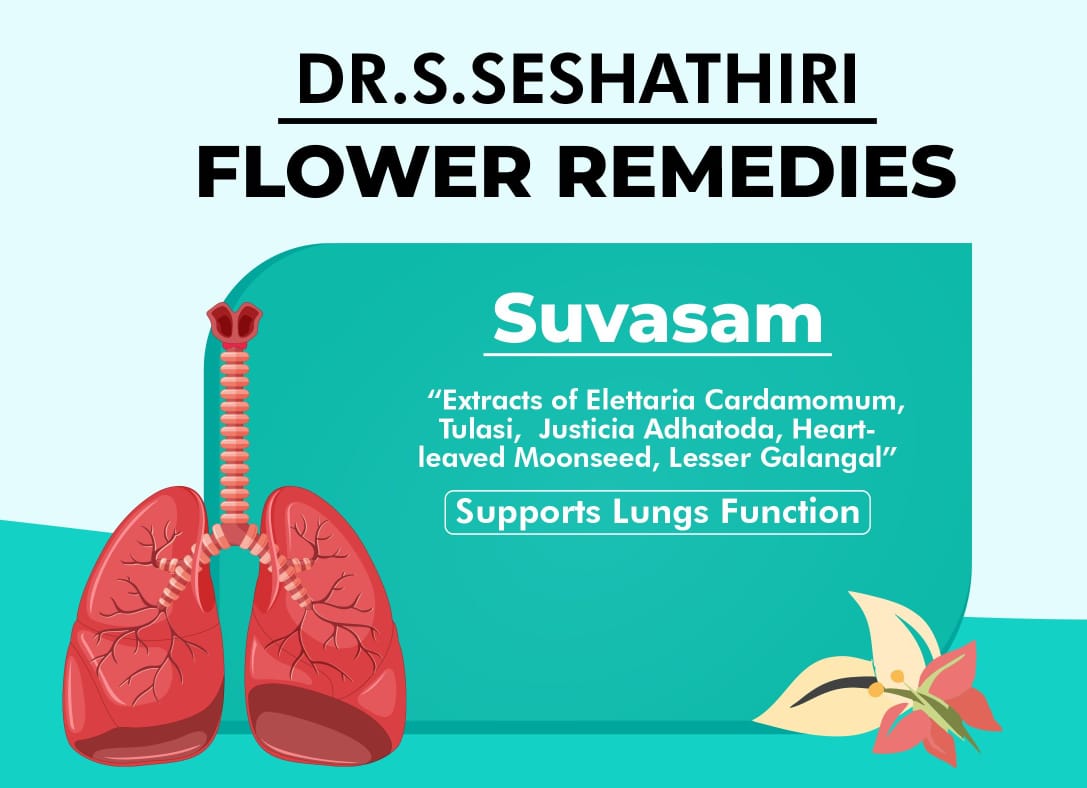 DR.S.SESHATHIRI
FLOWER REMEDIES
Suvasam
“Extracts of Elettaria Cardamomum,
Tulasi,  Justicia Adhatoda, Heart-
leaved Moonseed, Lesser Galangal”
Supports Lungs Function